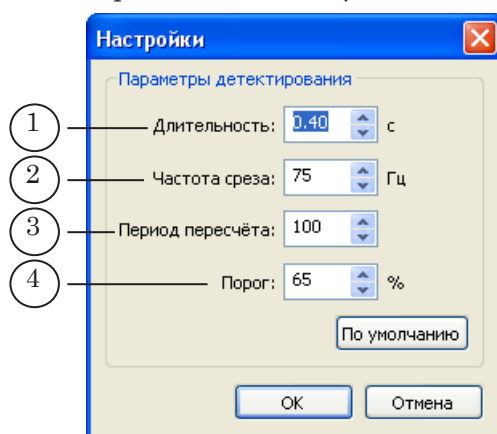 Настройки
Параметры детектирования
1 Длительность: 0.40 с
2 Частота среза: 75 Гц
3 Период пересчёта: 100
4 Порог: 65 %
По умолчанию
OK Отмена